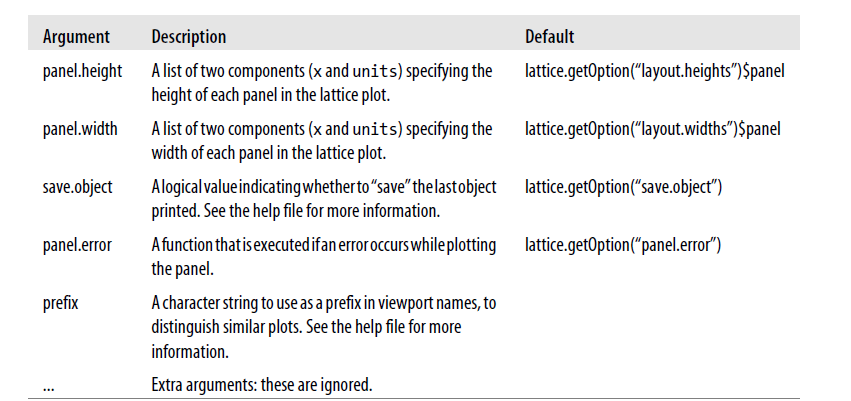 Argument Description Default
panel.height A list of two components (x and units) specifying the lattice.getOption(“layout.heights”)$panel
height of each panel in the lattice plot.
panel.width A list of two components (x and units) specifying the lattice.getOption(“layout.widths”)$panel
width of each panel in the lattice plot.
save.object A logical value indicating whether to “save” the last object lattice.getOption(“save.object”)
printed. See the help file for more information.
panel.error A function that is executed if an error occurs while plotting lattice.getOption(“panel.error”)
the panel.
prefix A character string to use as a prefix in viewport names, to
distinguish similar plots. See the help file for more
information.
... Extra arguments: these are ignored.